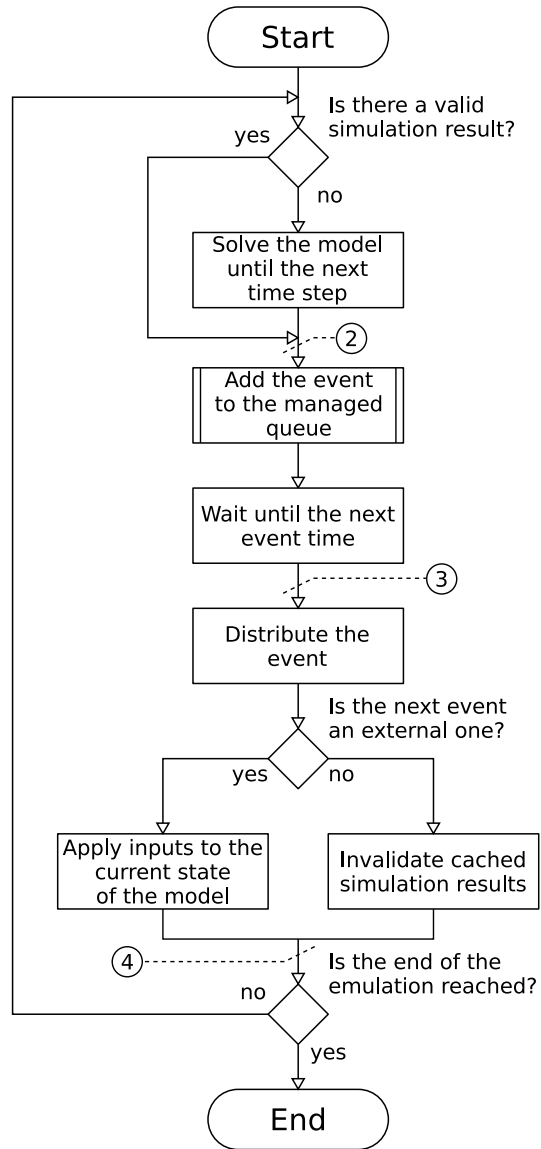 Start
Is there a valid
simulation result?
yes
no
Solve the model
until the next
time step
2
Add the event
to the managed
queue
Wait until the next
event time
3
Distribute the
event
Is the next event
an external one?
yes
no
Apply inputs to the
current state
of the model
Invalidate cached
simulation results
4
Is the end of the
emulation reached?
no
yes
End